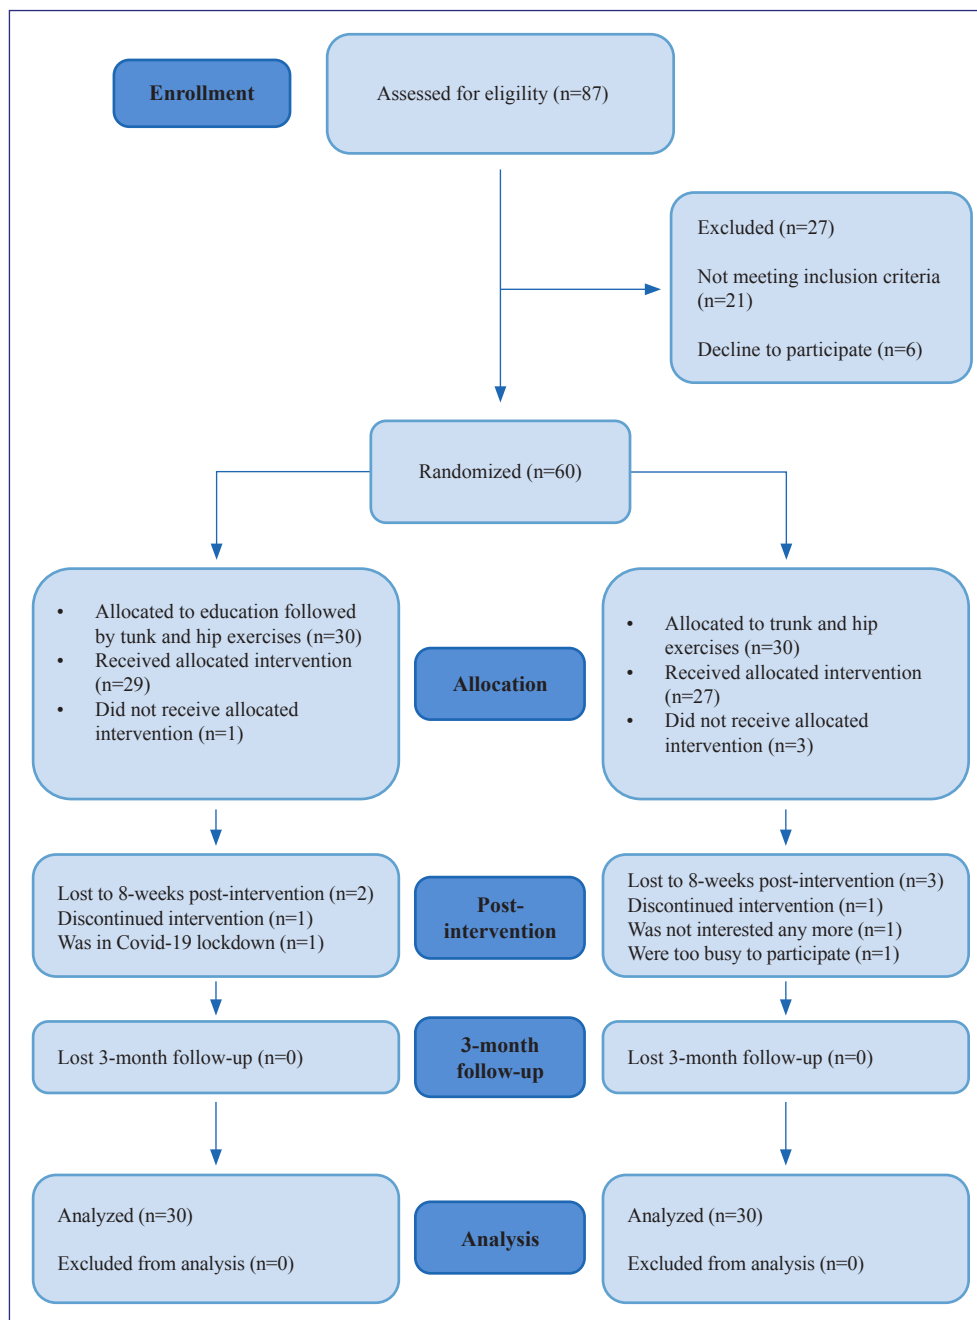 Enrollment
Assessed for eligility (n=87)
Excluded (n=27)
Not meeting inclusion criteria
(n=21)
Decline to participate (n=6)
Randomized (n=60)
• Allocated to education followed
by tunk and hip exercises (n=30)
• Received allocated intervention
(n=29)
• Did not receive allocated
intervention (n=1)
Allocation
• Allocated to trunk and hip
exercises (n=30)
• Received allocated intervention
(n=27)
• Did not receive allocated
intervention (n=3)
Lost to 8-weeks post-intervention (n=2)
Discontinued intervention (n=1)
Was in Covid-19 lockdown (n=1)
Post-
intervention
Lost to 8-weeks post-intervention (n=3)
Discontinued intervention (n=1)
Was not interested any more (n=1)
Were too busy to participate (n=1)
Lost 3-month follow-up (n=0)
3-month
follow-up
Lost 3-month follow-up (n=0)
Analyzed (n=30)
Excluded from analysis (n=0)
Analysis
Analyzed (n=30)
Excluded from analysis (n=0)